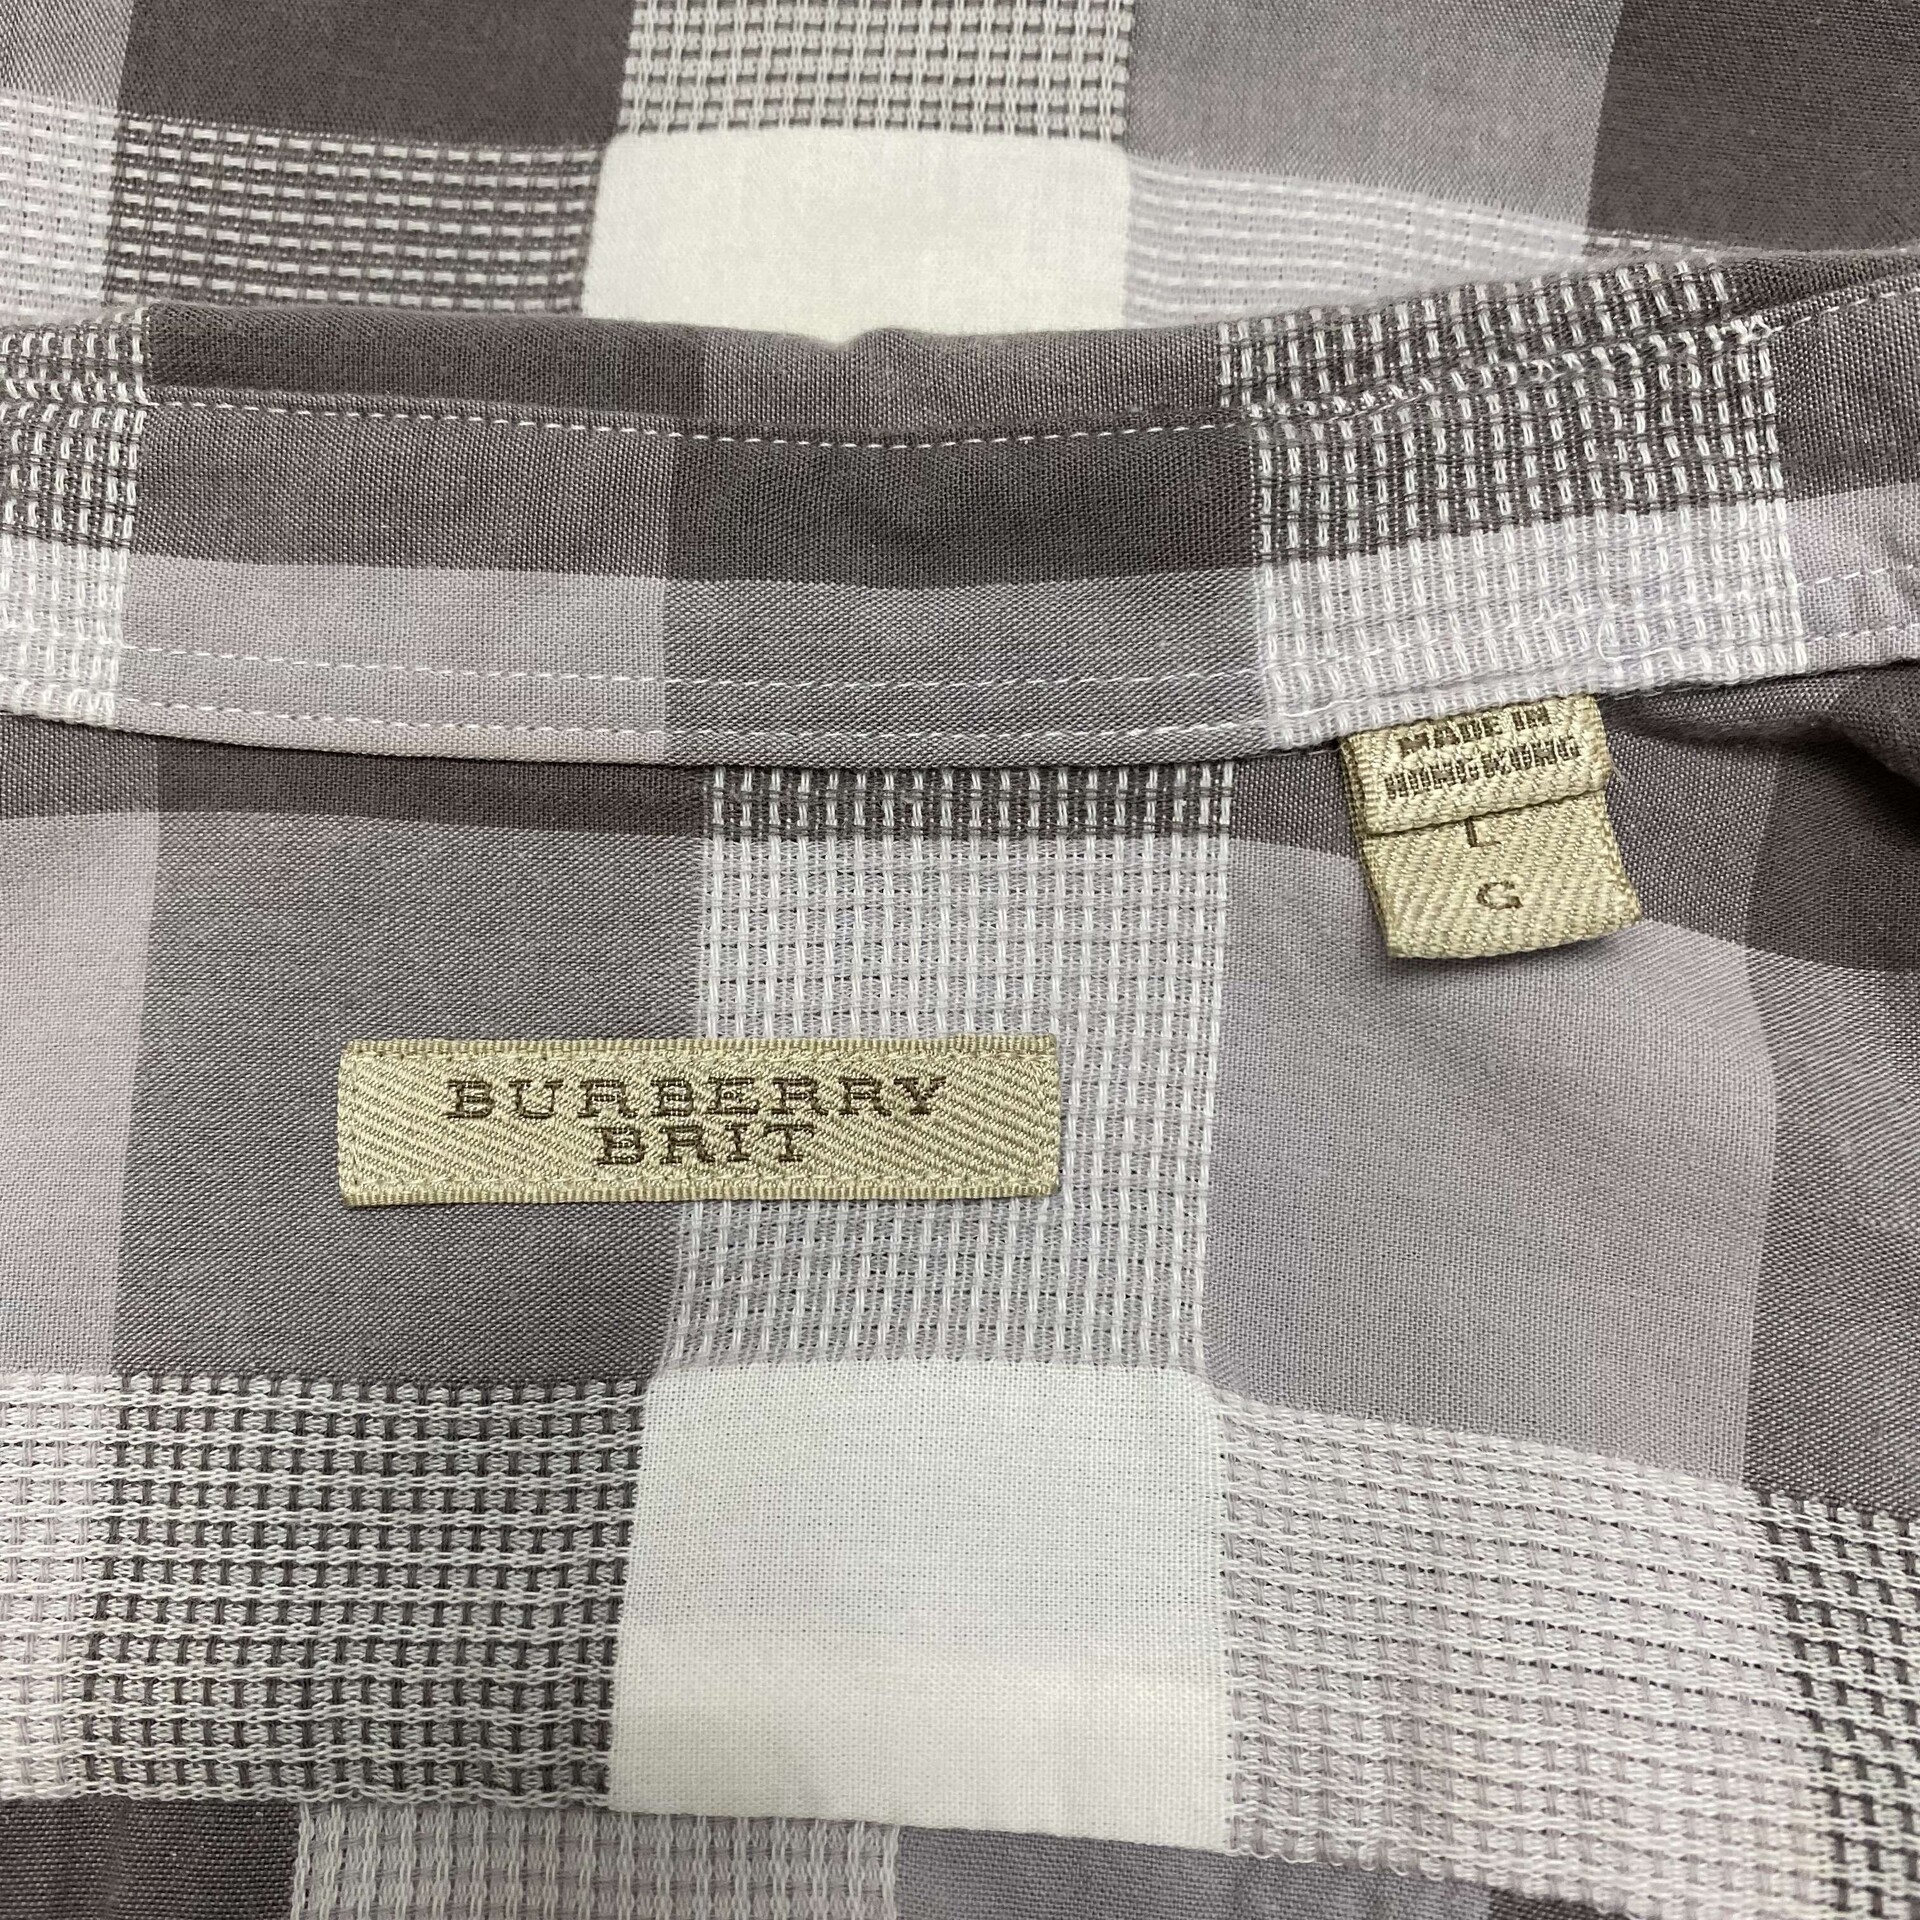 MADE IN
HONG KONG
L
G
BURBERRY
BRIT